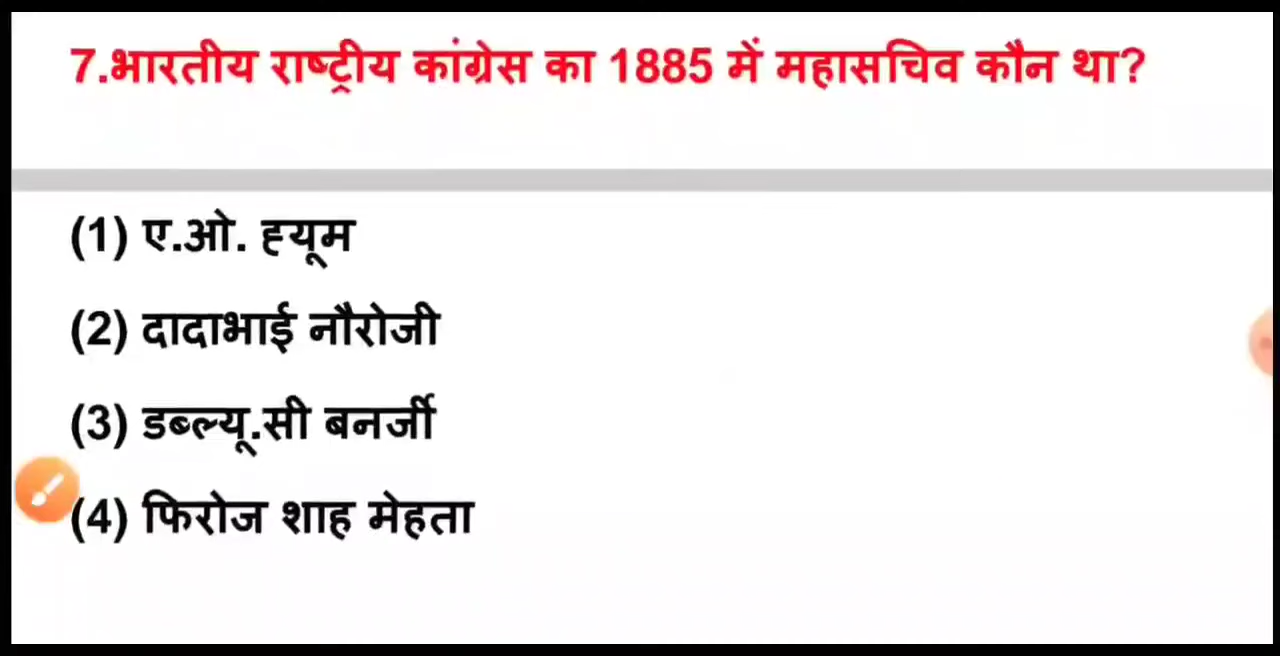 7.भारतीय राष्ट्रीय कांग्रेस का 1885 में महासचिव कौन था?
(1) ए.ओ. ह्यूम
(2) दादाभाई नौरोजी
(3) डब्ल्यू.सी बनर्जी
(4) फिरोज शाह मेहता